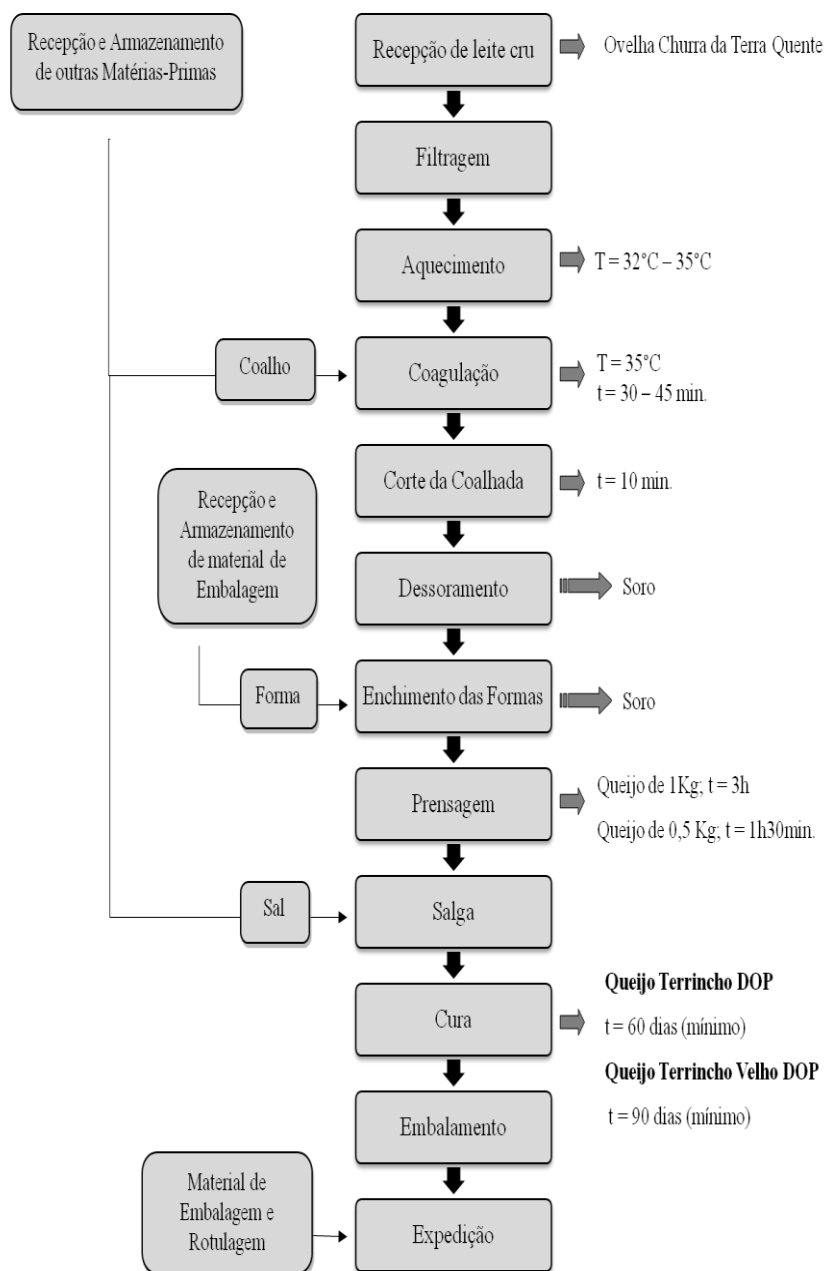 Recepção e Armazenamento
de outras Matérias-Primas
Recepção de leite cru
Ovelha Churra da Terra Quente
Filtragem
Aquecimento
T = 32°C – 35°C
Coalho
Coagulação
T = 35°C
t = 30 – 45 min.
Corte da Coalhada
t = 10 min.
Recepção e
Armazenamento
de material de
Embalagem
Dessoramento
Soro
Forma
Enchimento das Formas
Soro
Prensagem
Queijo de 1Kg; t = 3h
Queijo de 0,5 Kg; t = 1h30min.
Sal
Salga
Cura
Queijo Terrincho DOP
t = 60 dias (mínimo)
Queijo Terrincho Velho DOP
t = 90 dias (mínimo)
Embalamento
Material de
Embalagem e
Rotulagem
Expedição